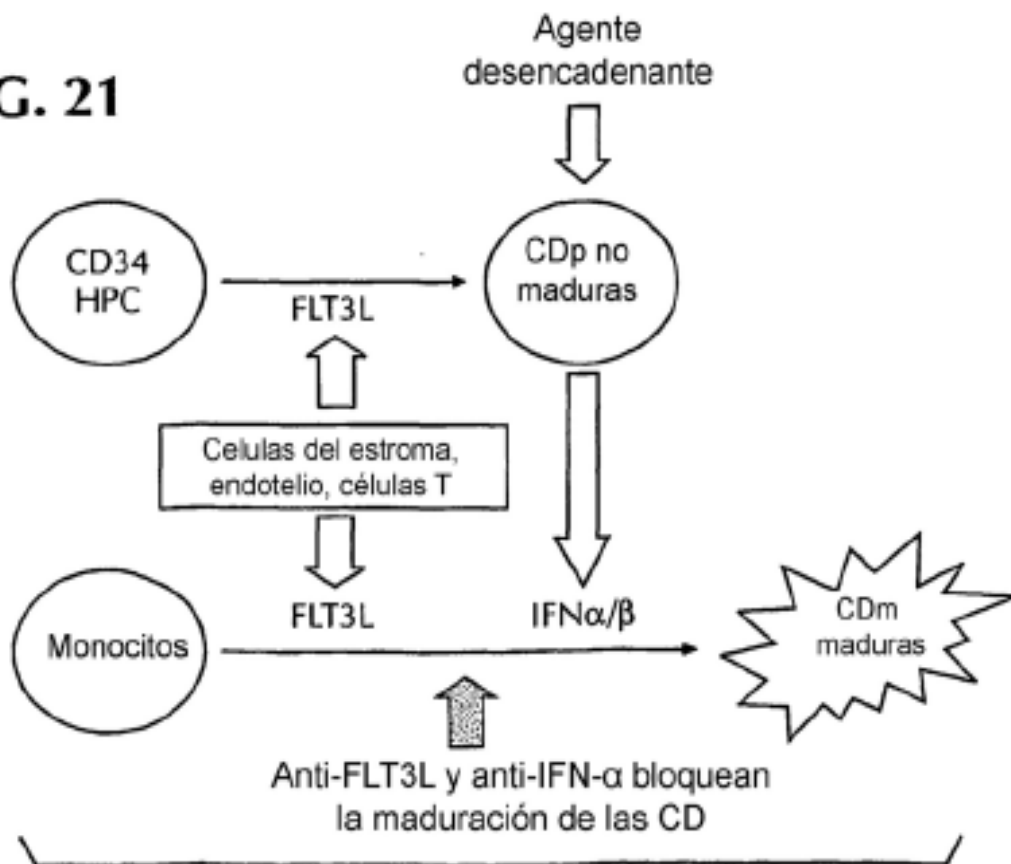 G. 21
Agente
desencadenante
CD34
HPC
FLT3L
CDp no
maduras
Celulas del estroma,
endotelio, células T
Monocitos
FLT3L
IFNα/β
CDm
maduras
Anti-FLT3L y anti-IFN-α bloquean
la maduración de las CD